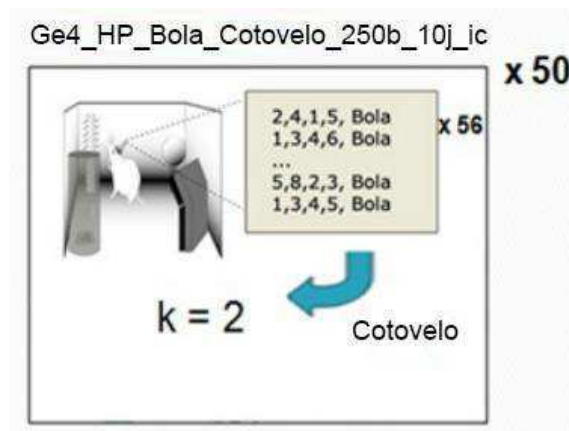 Ge4_HP_Bola_Cotovelo_250b_10j_ic
x 50
2,4,1,5, Bola
1,3,4,6, Bola
...
5,8,2,3, Bola
1,3,4,5, Bola
x 56
k = 2
Cotovelo